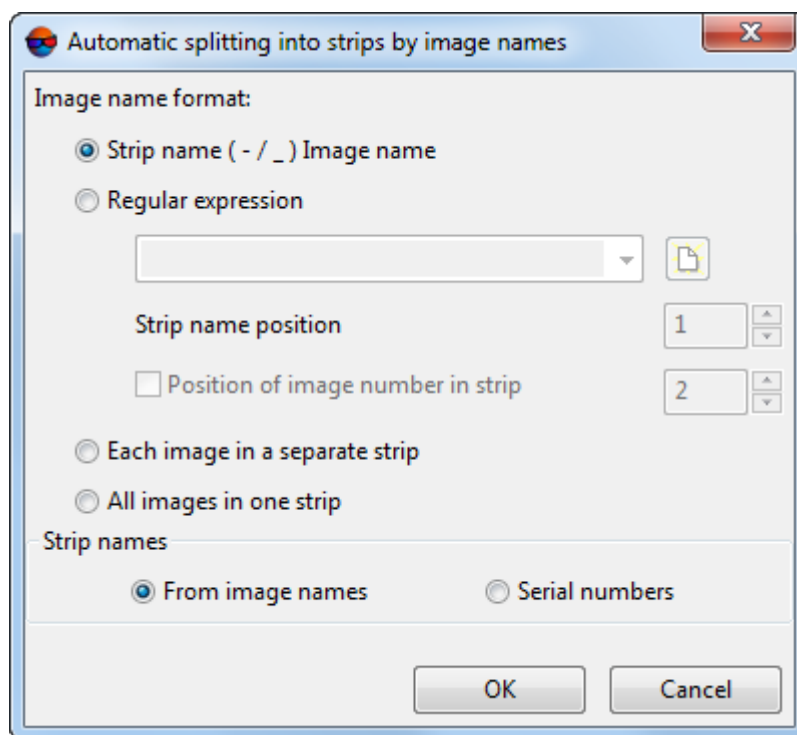 Automatic splitting into strips by image names
Image name format:
Strip name ( - / _ ) Image name
Regular expression
Strip name position 1
Position of image number in strip 2
Each image in a separate strip
All images in one strip
Strip names
From image names Serial numbers
OK Cancel